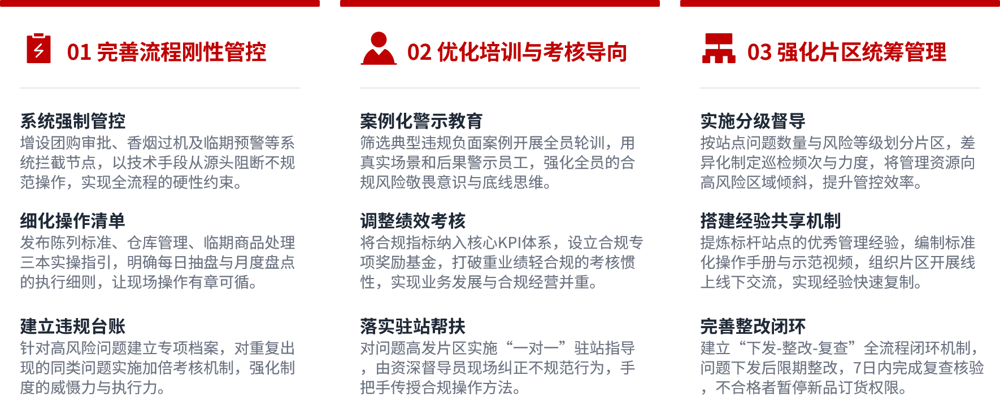 01 完善流程刚性管控
系统强制管控
增设团购审批、香烟过机及临期预警等系
统拦截节点，以技术手段从源头阻断不规
范操作，实现全流程的硬性约束。
细化操作清单
发布陈列标准、仓库管理、临期商品处理
三本实操指引，明确每日抽盘与月度盘点
的执行细则，让现场操作有章可循。
建立违规台账
针对高风险问题建立专项档案，对重复出
现的同类问题实施加倍考核机制，强化制
度的威慑力与执行力。
02 优化培训与考核导向
案例化警示教育
筛选典型违规负面案例开展全员轮训，用
真实场景和后果警示员工，强化全员的合
规风险敬畏意识与底线思维。
调整绩效考核
将合规指标纳入核心KPI体系，设立合规专
项奖励基金，打破重业绩轻合规的考核惯
性，实现业务发展与合规经营并重。
落实驻站帮扶
对问题高发片区实施“一对一”驻站指导
，由资深督导员现场纠正不规范行为，手
把手传授合规操作方法。
03 强化片区统筹管理
实施分级督导
按站点问题数量与风险等级划分片区，差
异化制定巡检频次与力度，将管理资源向
高风险区域倾斜，提升管控效率。
搭建经验共享机制
提炼标杆站点的优秀管理经验，编制标准
化操作手册与示范视频，组织片区开展线
上线下交流，实现经验快速复制。
完善整改闭环
建立“下发-整改-复查”全流程闭环机制，
问题下发后限期整改，7日内完成复查核验
，不合格者暂停新品订货权限。